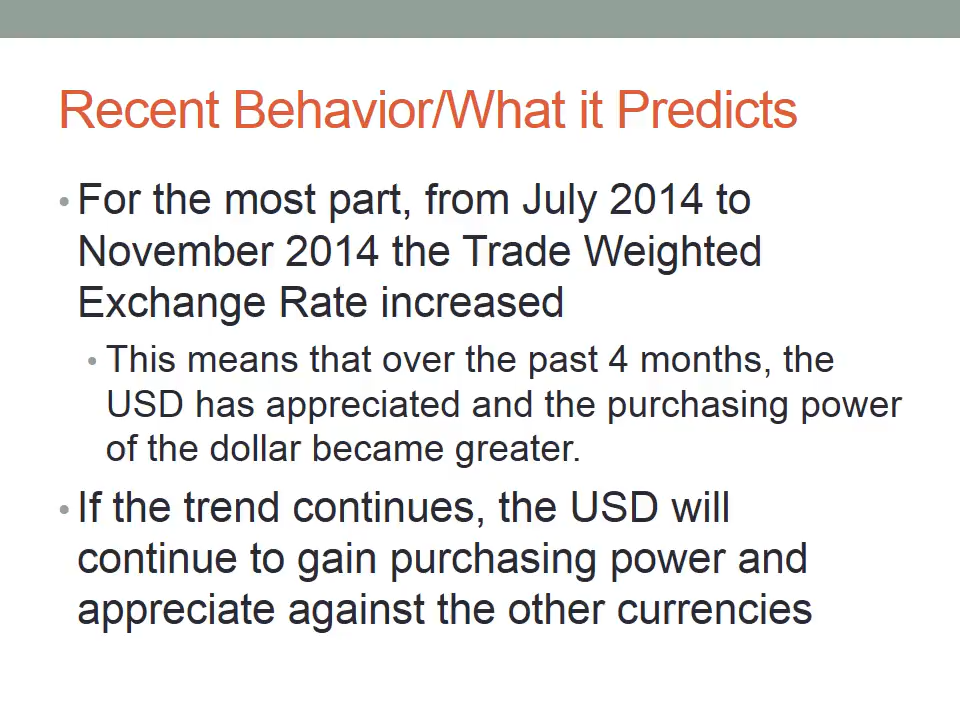 Recent Behavior/What it Predicts
• For the most part, from July 2014 to
November 2014 the Trade Weighted
Exchange Rate increased
• This means that over the past 4 months, the
USD has appreciated and the purchasing power
of the dollar became greater.
• If the trend continues, the USD will
continue to gain purchasing power and
appreciate against the other currencies